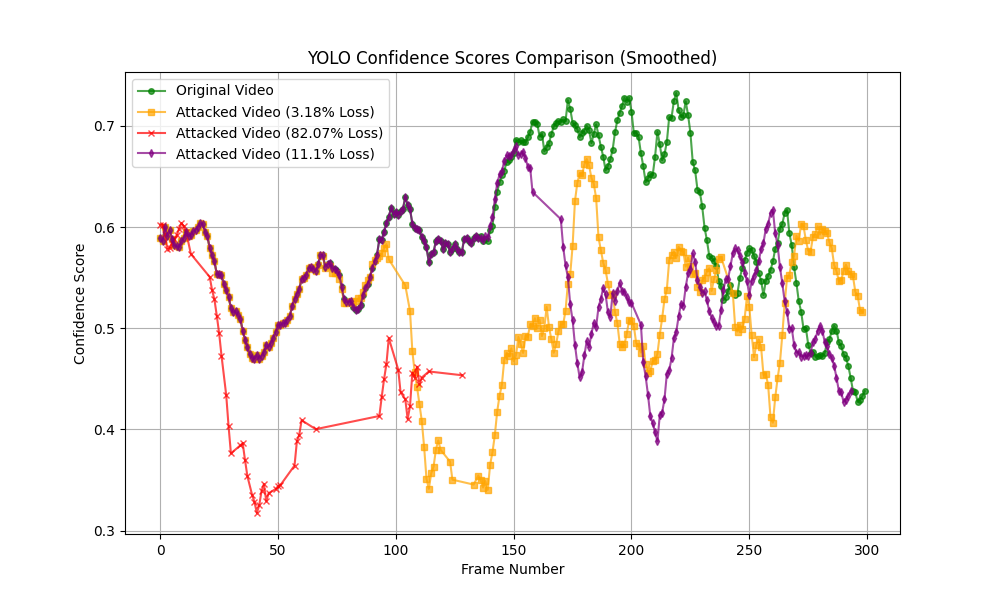 YOLO Confidence Scores Comparison (Smoothed)
Original Video
Attacked Video (3.18% Loss)
Attacked Video (82.07% Loss)
Attacked Video (11.1% Loss)
0.7
0.6
0.5
0.4
0.3
Confidence Score
0 50 100 150 200 250 300
Frame Number